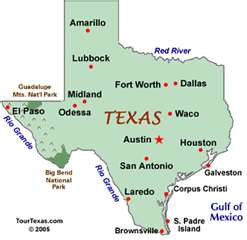 Amarillo
Red River
Lubbock
Guadalupe
Mts. Nat'l Park
Fort Worth
Dallas
Midland
El Paso
Odessa
TEXAS
Waco
Rio Grande
Austin
Houston
San Antonio
Big Bend
National
Park
Rio Grande
Galveston
Laredo
Corpus Christi
Gulf of
Mexico
TourTexas.com
© 2005
S. Padre
Island
Brownsville